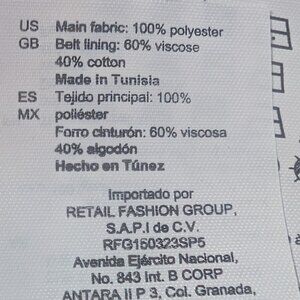 US Main fabric: 100% polyester
GB Belt lining: 60% viscose
40% cotton
Made in Tunisia
ES Tejido principal: 100%
MX poliéster
Forro cinturón: 60% viscosa
40% algodón
Hecho en Túnez
Importado por
RETAIL FASHION GROUP,
S.A.P.I de C.V.
RFG150323SP5
Avenida Ejército Nacional,
No. 843 Int. B CORP
ANTARA II P 3, Col. Granada,